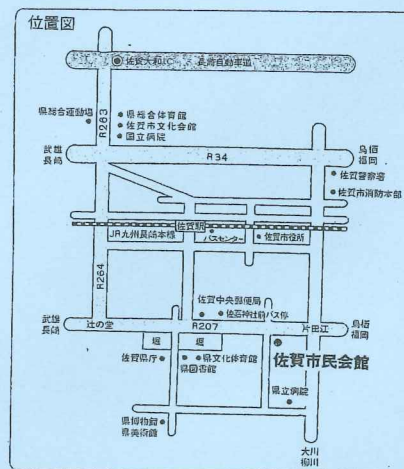 位置図
佐賀大和IC
長崎自動車道
県総合運動場
R263
県総合体育館
佐賀市文化会館
国立病院
武雄
長崎
R34
鳥栖
福岡
佐賀警察署
佐賀市消防本部
佐賀駅
JR九州長崎本線
バスセンター
佐賀市役所
R264
佐賀中央郵便局
佐嘉神社前バス停
武雄
長崎
辻の堂
R207
片田江
鳥栖
福岡
堀
堀
佐賀県庁
県文化体育館
県図書館
佐賀市民会館
県立病院
県博物館
県美術館
大川
柳川